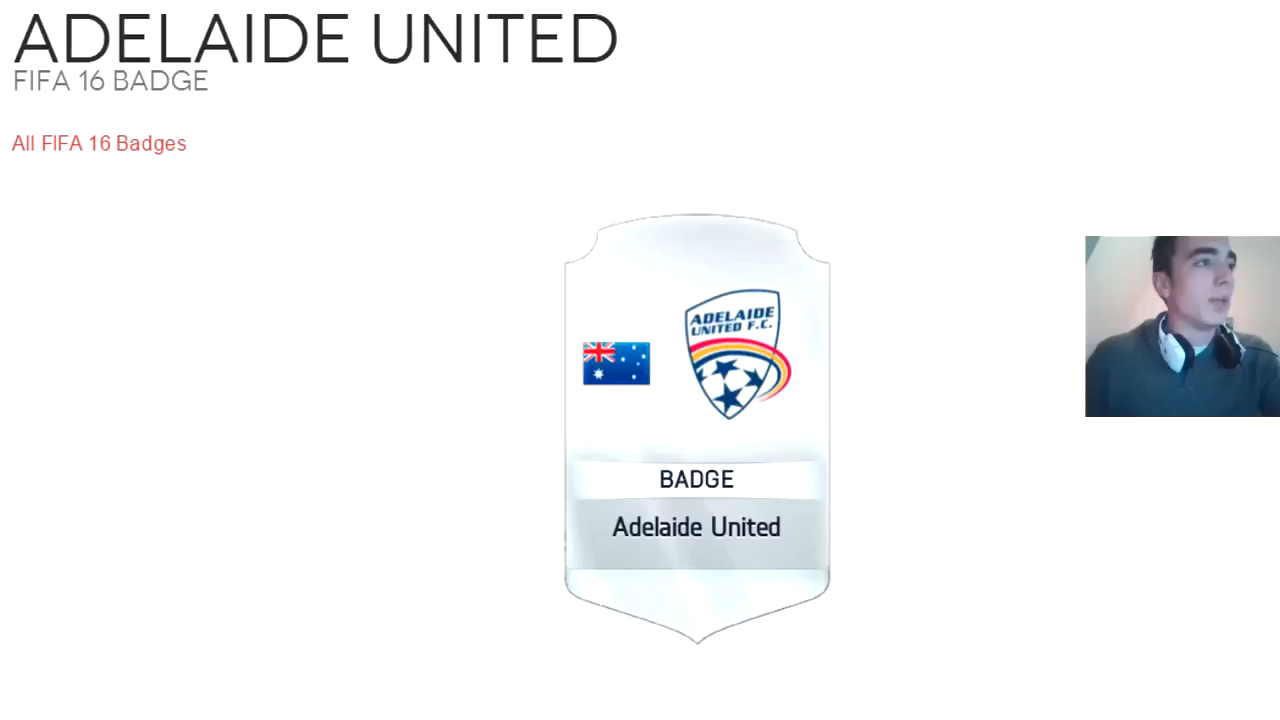 ADELAIDE UNITED
FIFA 16 BADGE
All FIFA 16 Badges
ADELAIDE
UNITED F.C.
BADGE
Adelaide United